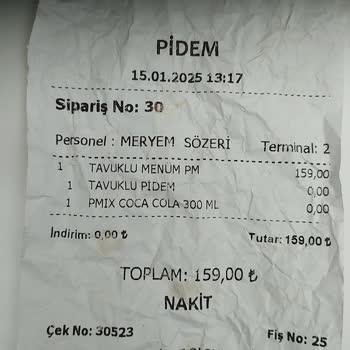 PİDEM
15.01.2025 13:17
Sipariş No: 30
Personel : MERYEM SÖZERİ Terminal: 2
1 TAVUKLU MENÜM PM 159,00
1 TAVUKLU PİDEM 0,00
1 PMIX COCA COLA 300 ML 0,00
İndirim: 0,00 ₺ Tutar: 159,00 ₺
TOPLAM: 159,00 ₺
NAKİT
Çek No: 30523 Fiş No: 25